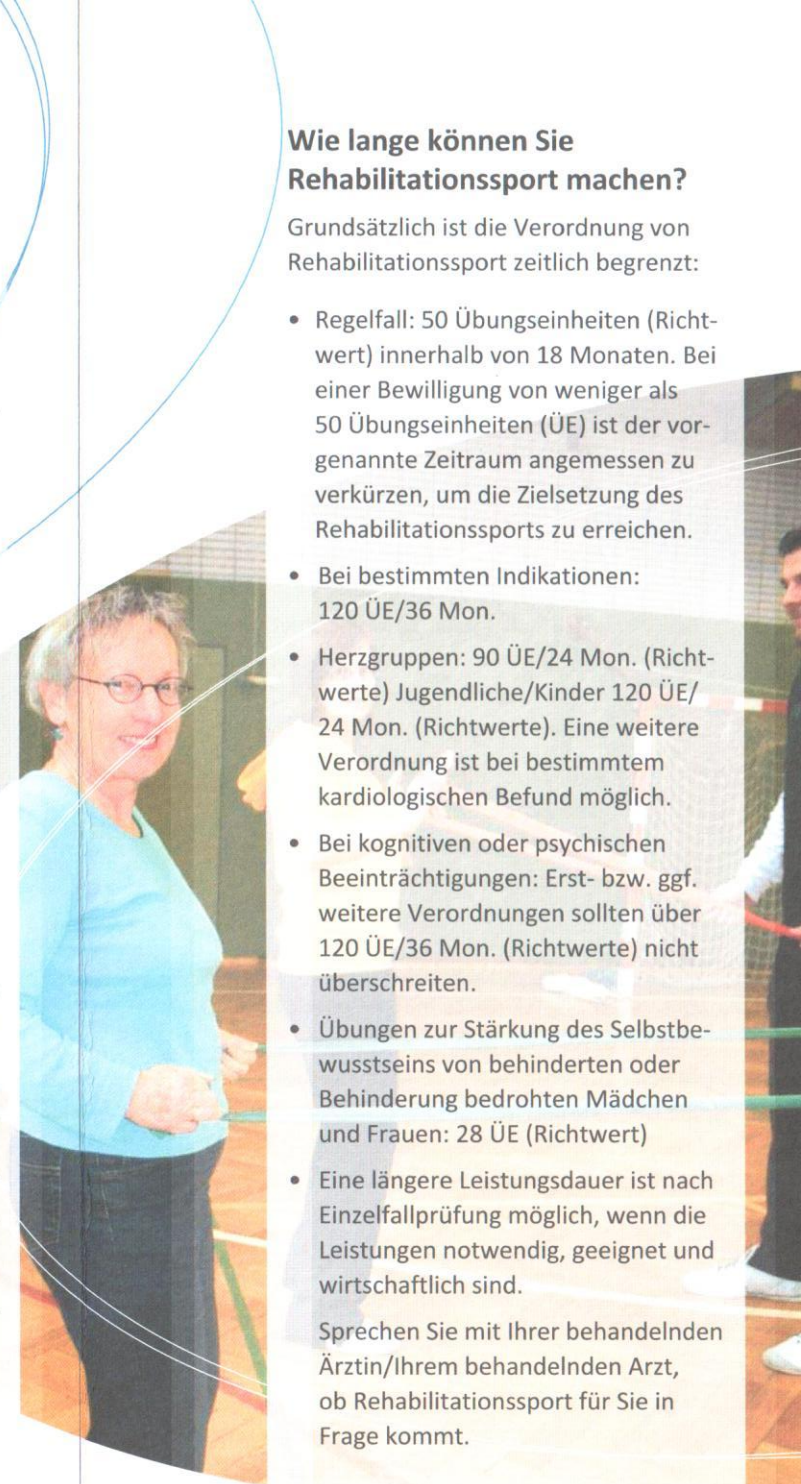 Wie lange können Sie
Rehabilitationssport machen?
Grundsätzlich ist die Verordnung von
Rehabilitationssport zeitlich begrenzt:
• Regelfall: 50 Übungseinheiten (Richt-
wert) innerhalb von 18 Monaten. Bei
einer Bewilligung von weniger als
50 Übungseinheiten (ÜE) ist der vor-
genannte Zeitraum angemessen zu
verkürzen, um die Zielsetzung des
Rehabilitationssports zu erreichen.
• Bei bestimmten Indikationen:
120 ÜE/36 Mon.
• Herzgruppen: 90 ÜE/24 Mon. (Richt-
werte) Jugendliche/Kinder 120 ÜE/
24 Mon. (Richtwerte). Eine weitere
Verordnung ist bei bestimmtem
kardiologischen Befund möglich.
• Bei kognitiven oder psychischen
Beeinträchtigungen: Erst- bzw. ggf.
weitere Verordnungen sollten über
120 ÜE/36 Mon. (Richtwerte) nicht
überschreiten.
• Übungen zur Stärkung des Selbstbe-
wusstseins von behinderten oder
Behinderung bedrohten Mädchen
und Frauen: 28 ÜE (Richtwert)
• Eine längere Leistungsdauer ist nach
Einzelfallprüfung möglich, wenn die
Leistungen notwendig, geeignet und
wirtschaftlich sind.
Sprechen Sie mit Ihrer behandelnden
Ärztin/Ihrem behandelnden Arzt,
ob Rehabilitationssport für Sie in
Frage kommt.